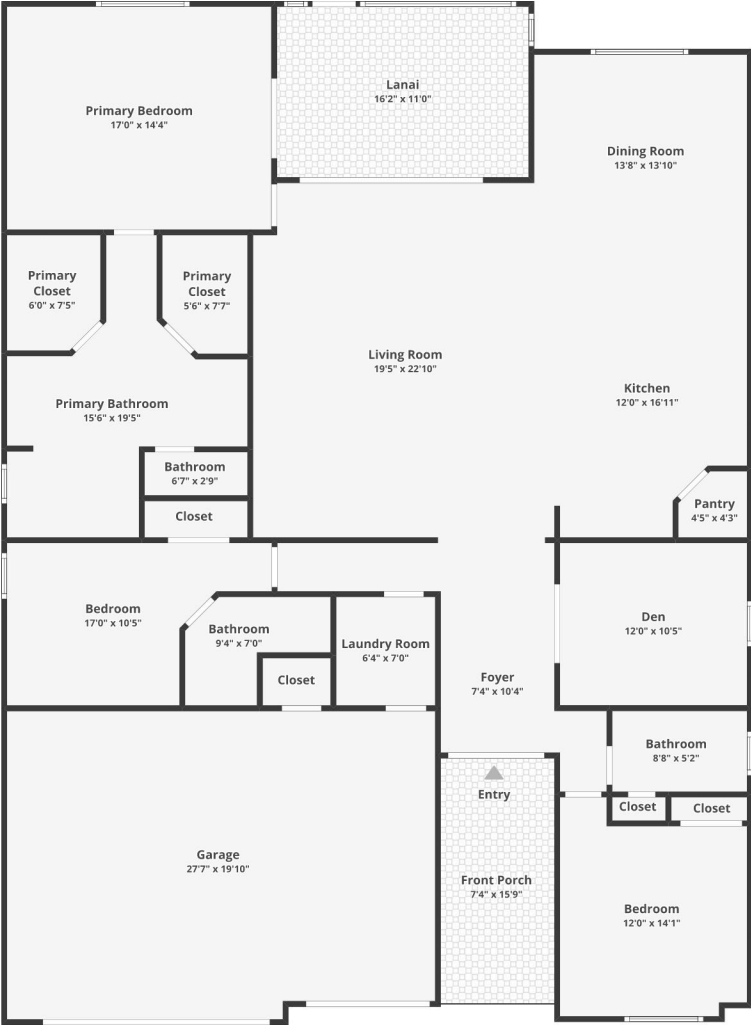 Lanai
16'2" x 11'0"
Primary Bedroom
17'0" x 14'4"
Dining Room
13'8" x 13'10"
Primary
Closet
6'0" x 7'5"
Primary
Closet
5'6" x 7'7"
Living Room
19'5" x 22'10"
Kitchen
12'0" x 16'11"
Primary Bathroom
15'6" x 19'5"
Bathroom
6'7" x 2'9"
Pantry
4'5" x 4'3"
Closet
Bedroom
17'0" x 10'5"
Bathroom
9'4" x 7'0"
Laundry Room
6'4" x 7'0"
Den
12'0" x 10'5"
Closet
Foyer
7'4" x 10'4"
Bathroom
8'8" x 5'2"
Entry
Closet
Closet
Garage
27'7" x 19'10"
Front Porch
7'4" x 15'9"
Bedroom
12'0" x 14'1"